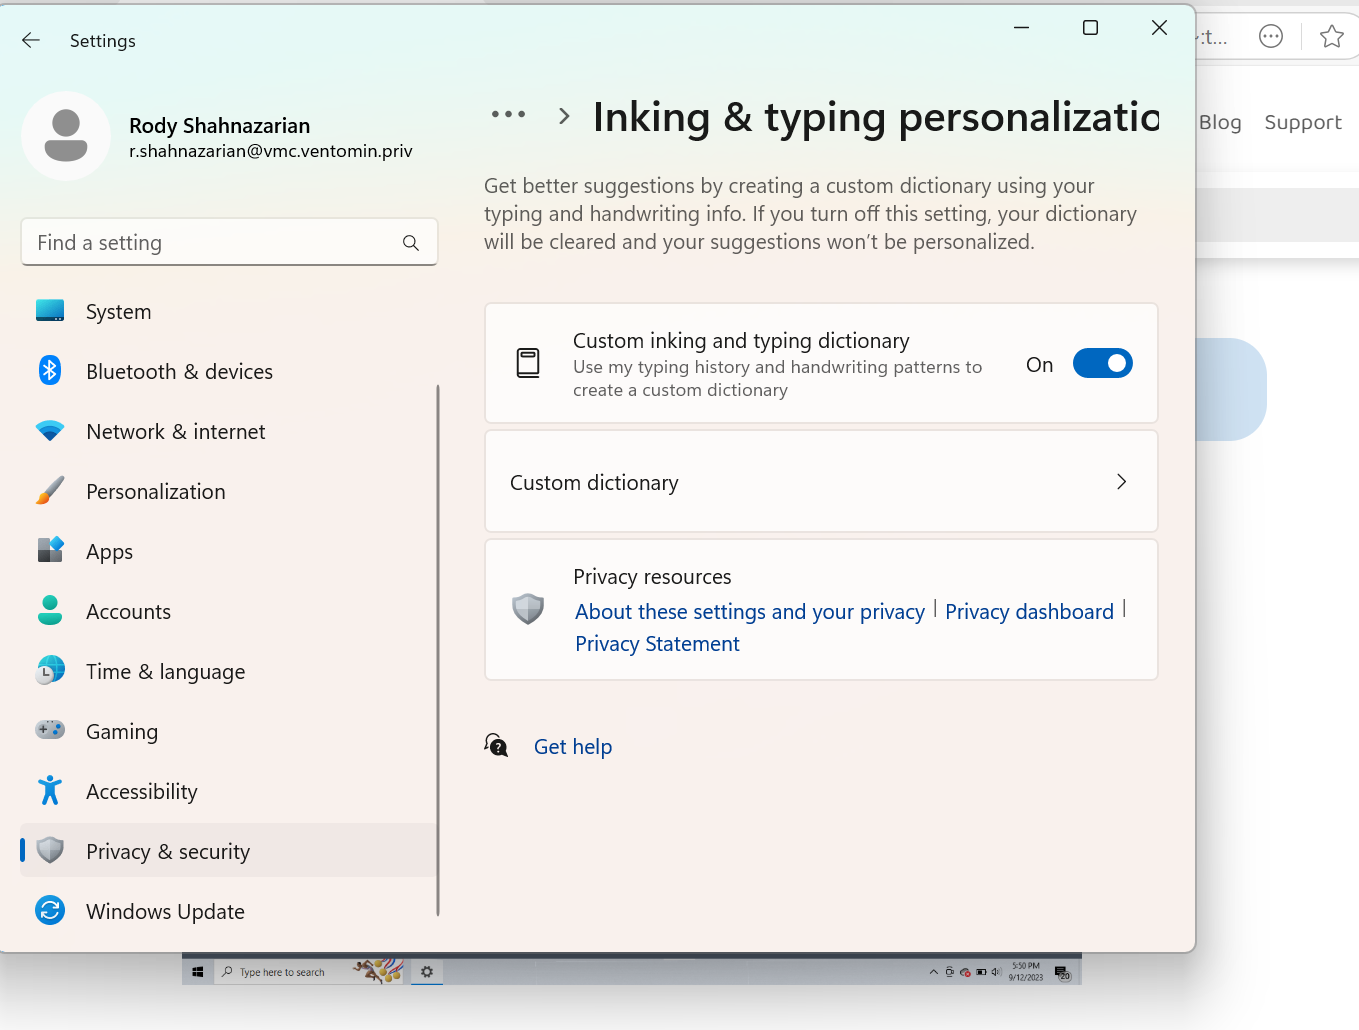 Settings
:t...
Rody Shahnazarian
r.shahnazarian@vmc.ventomin.priv
Find a setting
System
Bluetooth & devices
Network & internet
Personalization
Apps
Accounts
Time & language
Gaming
Accessibility
Privacy & security
Windows Update
Inking & typing personalizatio
Get better suggestions by creating a custom dictionary using your
typing and handwriting info. If you turn off this setting, your dictionary
will be cleared and your suggestions won’t be personalized.
Custom inking and typing dictionary
Use my typing history and handwriting patterns to
create a custom dictionary
On
Custom dictionary
Privacy resources
About these settings and your privacy | Privacy dashboard |
Privacy Statement
Get help
Blog Support
Type here to search
5:50 PM
9/12/2023
20